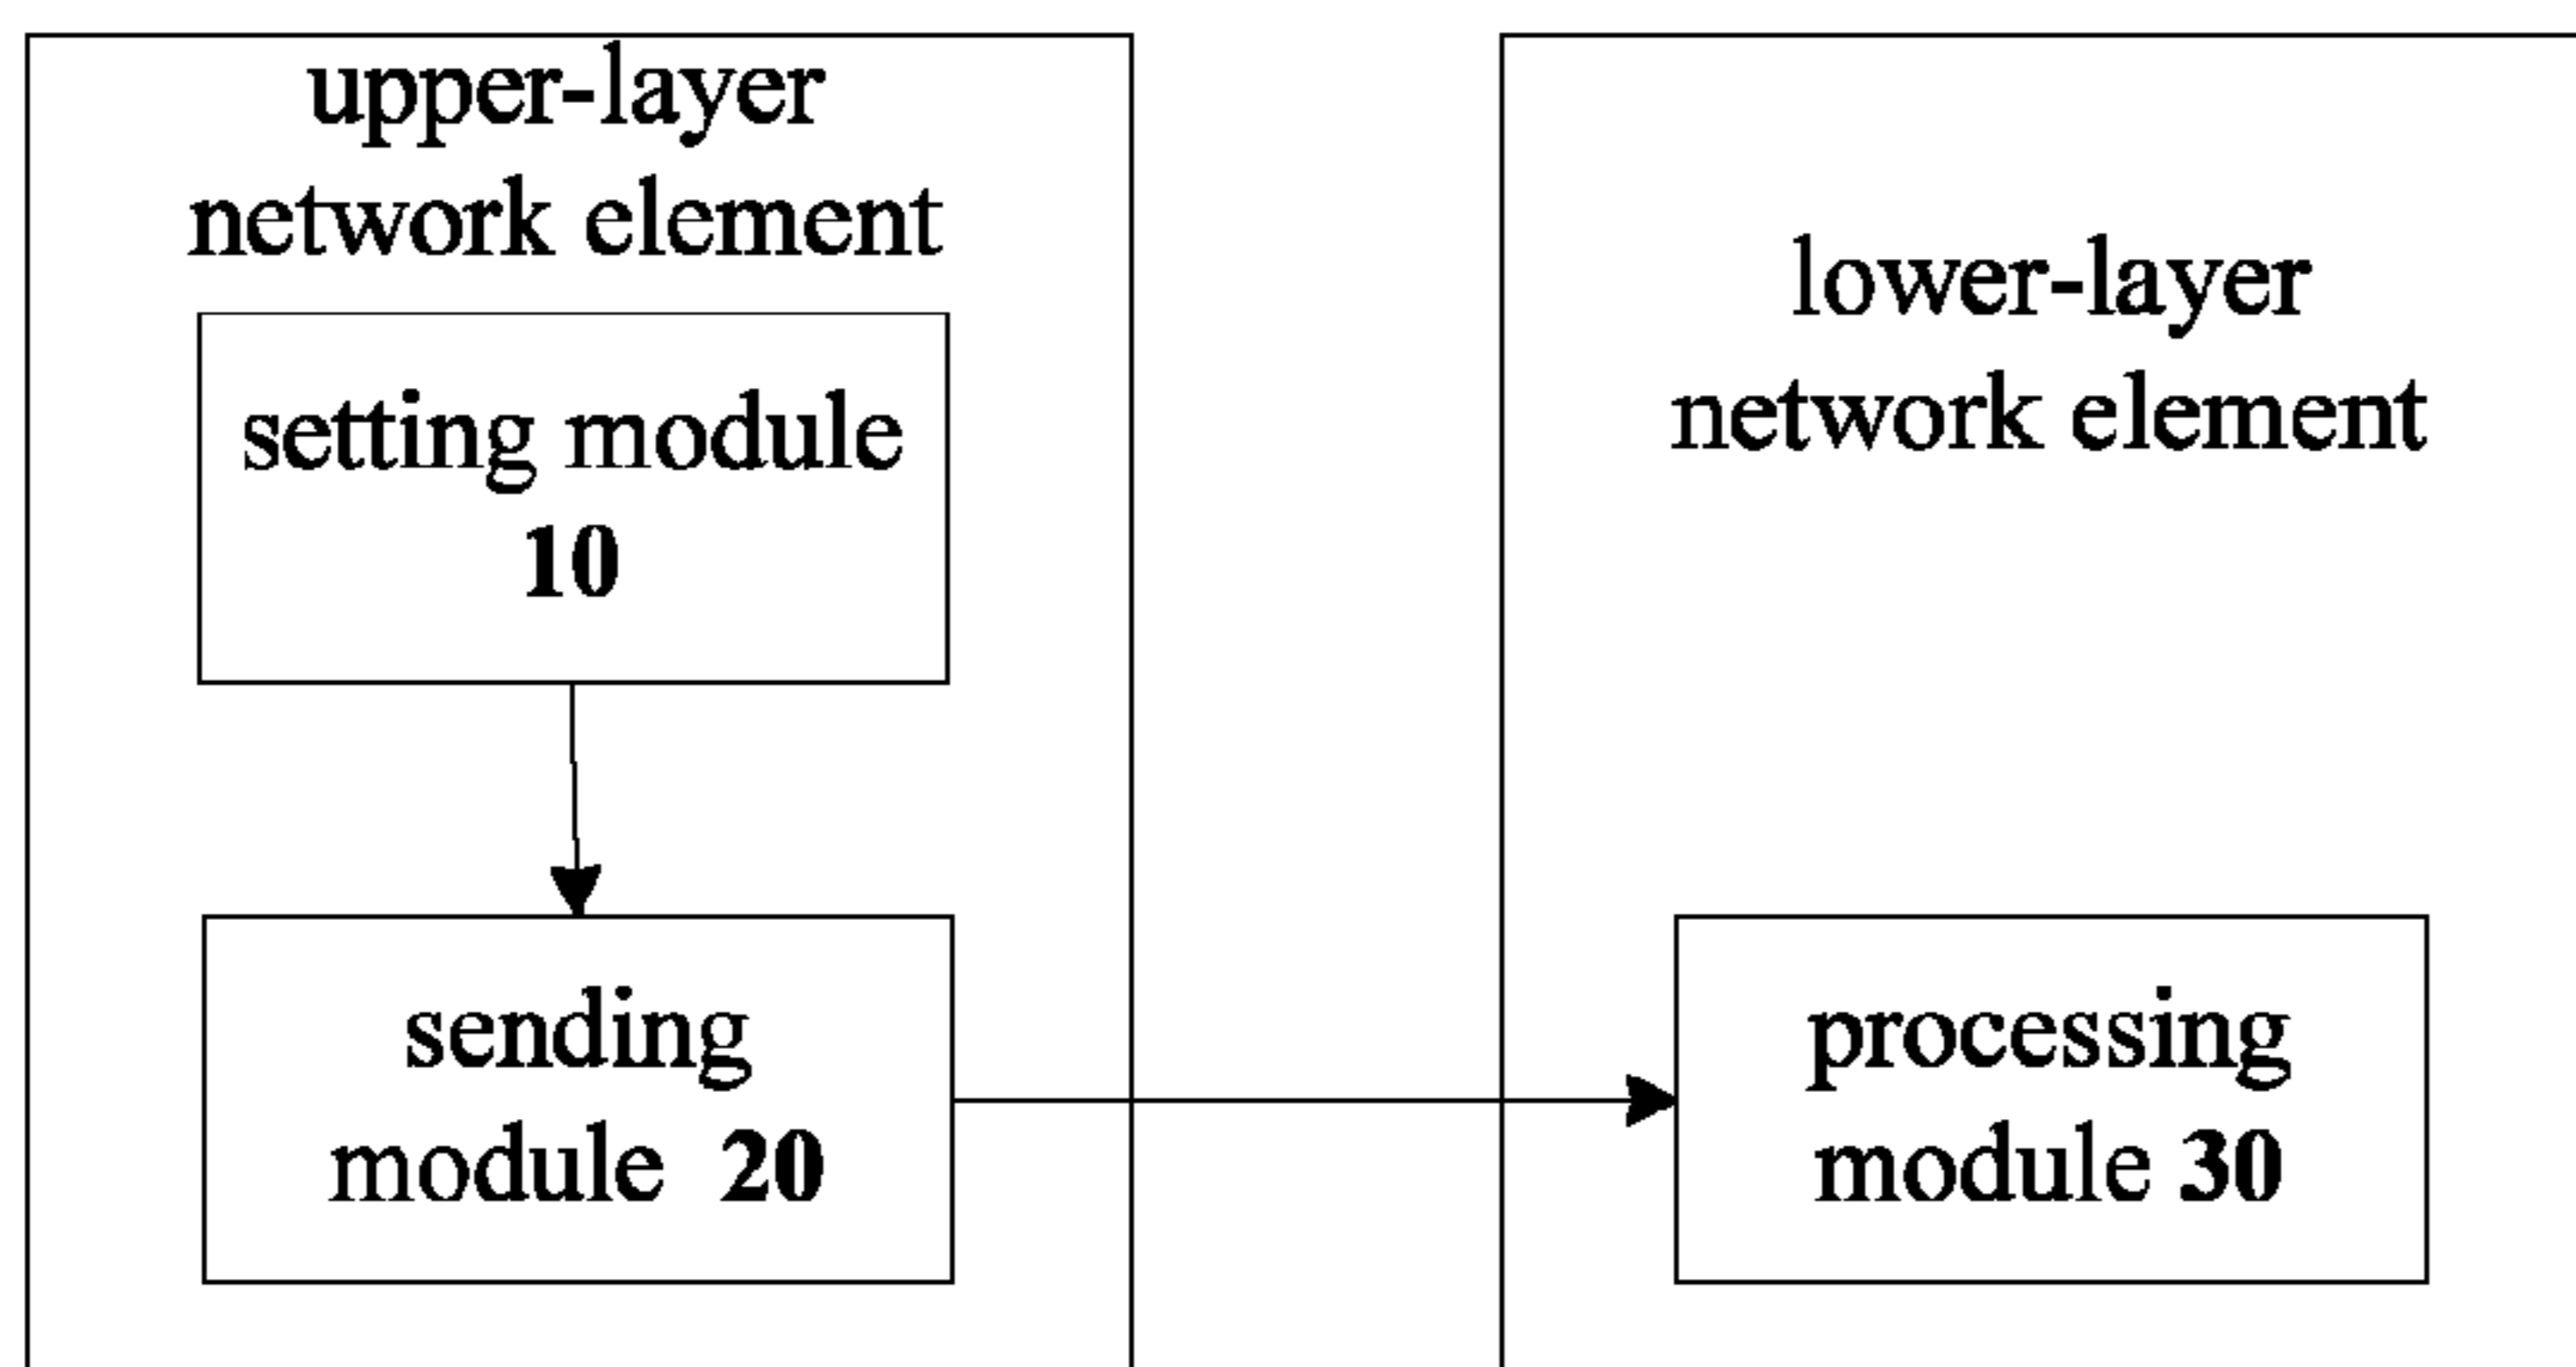 upper-layer
network element
setting module
10
sending
module 20
lower-layer
network element
processing
module 30